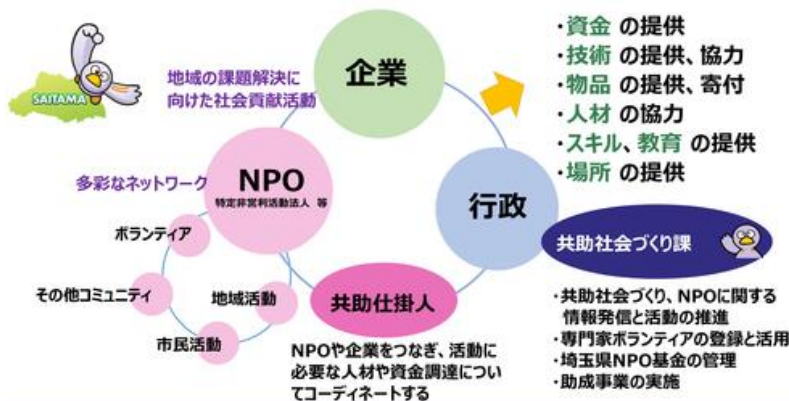 SAITAMA
地域の課題解決に
向けた社会貢献活動
企業
・資金 の提供
・技術 の提供、協力
・物品 の提供、寄付
・人材 の協力
・スキル、教育 の提供
・場所 の提供
多彩なネットワーク
NPO
特定非営利活動法人 等
行政
ボランティア
その他コミュニティ
地域活動
市民活動
共助仕掛人
NPOや企業をつなぎ、活動に
必要な人材や資金調達につい
てコーディネートする
共助社会づくり課
・共助社会づくり、NPOに関する
情報発信と活動の推進
・専門家ボランティアの登録と活用
・埼玉県NPO基金の管理
・助成事業の実施